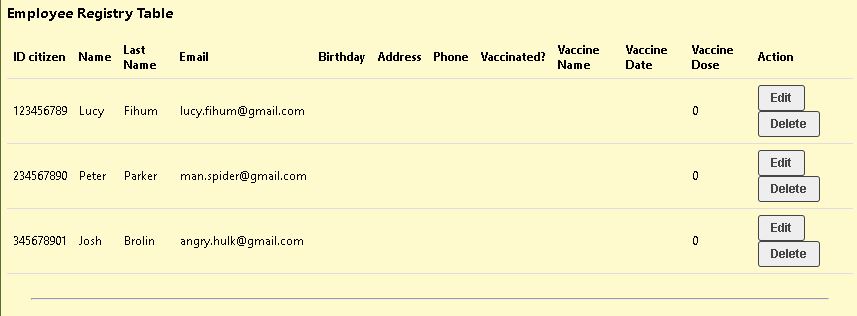 Employee Registry Table
ID citizen Name Last Name Email Birthday Address Phone Vaccinated? Vaccine Name Vaccine Date Vaccine Dose Action
123456789 Lucy Fihum lucy.fihum@gmail.com 0 Edit
Delete
234567890 Peter Parker man.spider@gmail.com 0 Edit
Delete
345678901 Josh Brolin angry.hulk@gmail.com 0 Edit
Delete